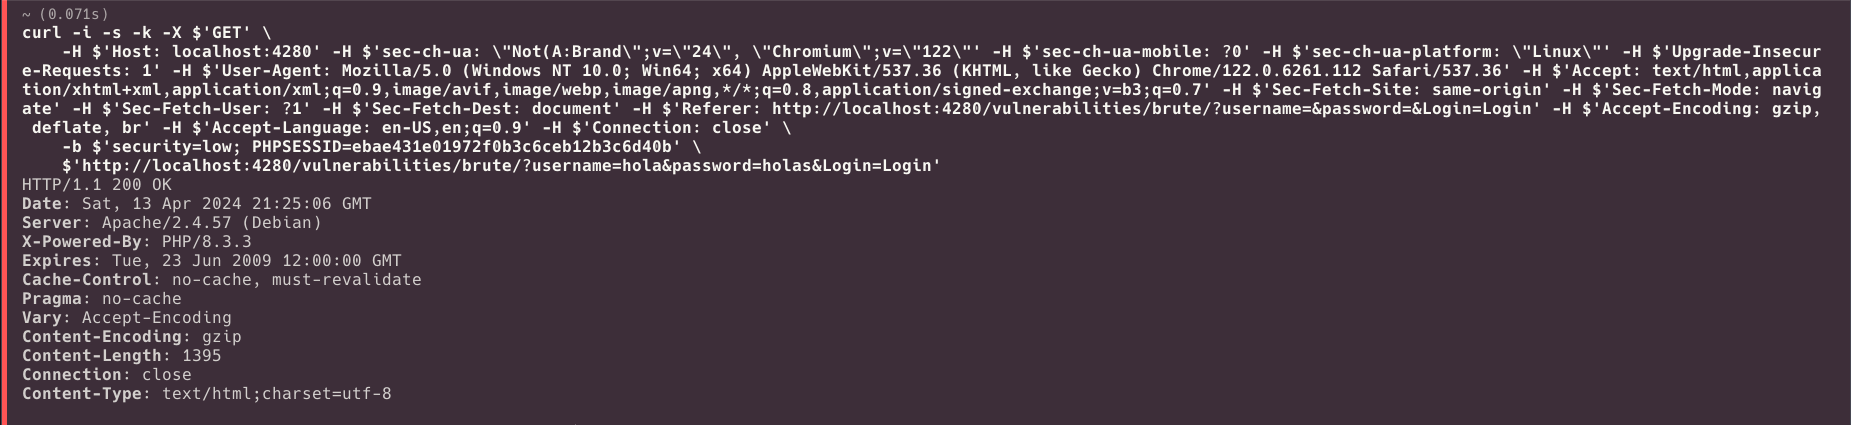 ~ (0.071s)
curl -i -s -k -X $'GET' \
    -H $'Host: localhost:4280' -H $'sec-ch-ua: \"Not(A:Brand\";v=\"24\", \"Chromium\";v=\"122\"' -H $'sec-ch-ua-mobile: ?0' -H $'sec-ch-ua-platform: \"Linux\"' -H $'Upgrade-Insecur
e-Requests: 1' -H $'User-Agent: Mozilla/5.0 (Windows NT 10.0; Win64; x64) AppleWebKit/537.36 (KHTML, like Gecko) Chrome/122.0.6261.112 Safari/537.36' -H $'Accept: text/html,applica
tion/xhtml+xml,application/xml;q=0.9,image/avif,image/webp,image/apng,*/*;q=0.8,application/signed-exchange;v=b3;q=0.7' -H $'Sec-Fetch-Site: same-origin' -H $'Sec-Fetch-Mode: navig
ate' -H $'Sec-Fetch-User: ?1' -H $'Sec-Fetch-Dest: document' -H $'Referer: http://localhost:4280/vulnerabilities/brute/?username=&password=&Login=Login' -H $'Accept-Encoding: gzip,
 deflate, br' -H $'Accept-Language: en-US,en;q=0.9' -H $'Connection: close' \
    -b $'security=low; PHPSESSID=ebae431e01972f0b3c6ceb12b3c6d40b' \
    $'http://localhost:4280/vulnerabilities/brute/?username=hola&password=holas&Login=Login'
HTTP/1.1 200 OK
Date: Sat, 13 Apr 2024 21:25:06 GMT
Server: Apache/2.4.57 (Debian)
X-Powered-By: PHP/8.3.3
Expires: Tue, 23 Jun 2009 12:00:00 GMT
Cache-Control: no-cache, must-revalidate
Pragma: no-cache
Vary: Accept-Encoding
Content-Encoding: gzip
Content-Length: 1395
Connection: close
Content-Type: text/html;charset=utf-8